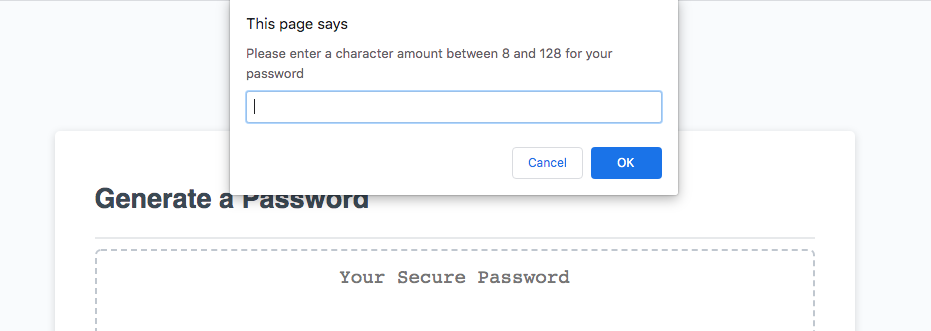 This page says
Please enter a character amount between 8 and 128 for your
password
Cancel
OK
Generate a Password
Your Secure Password